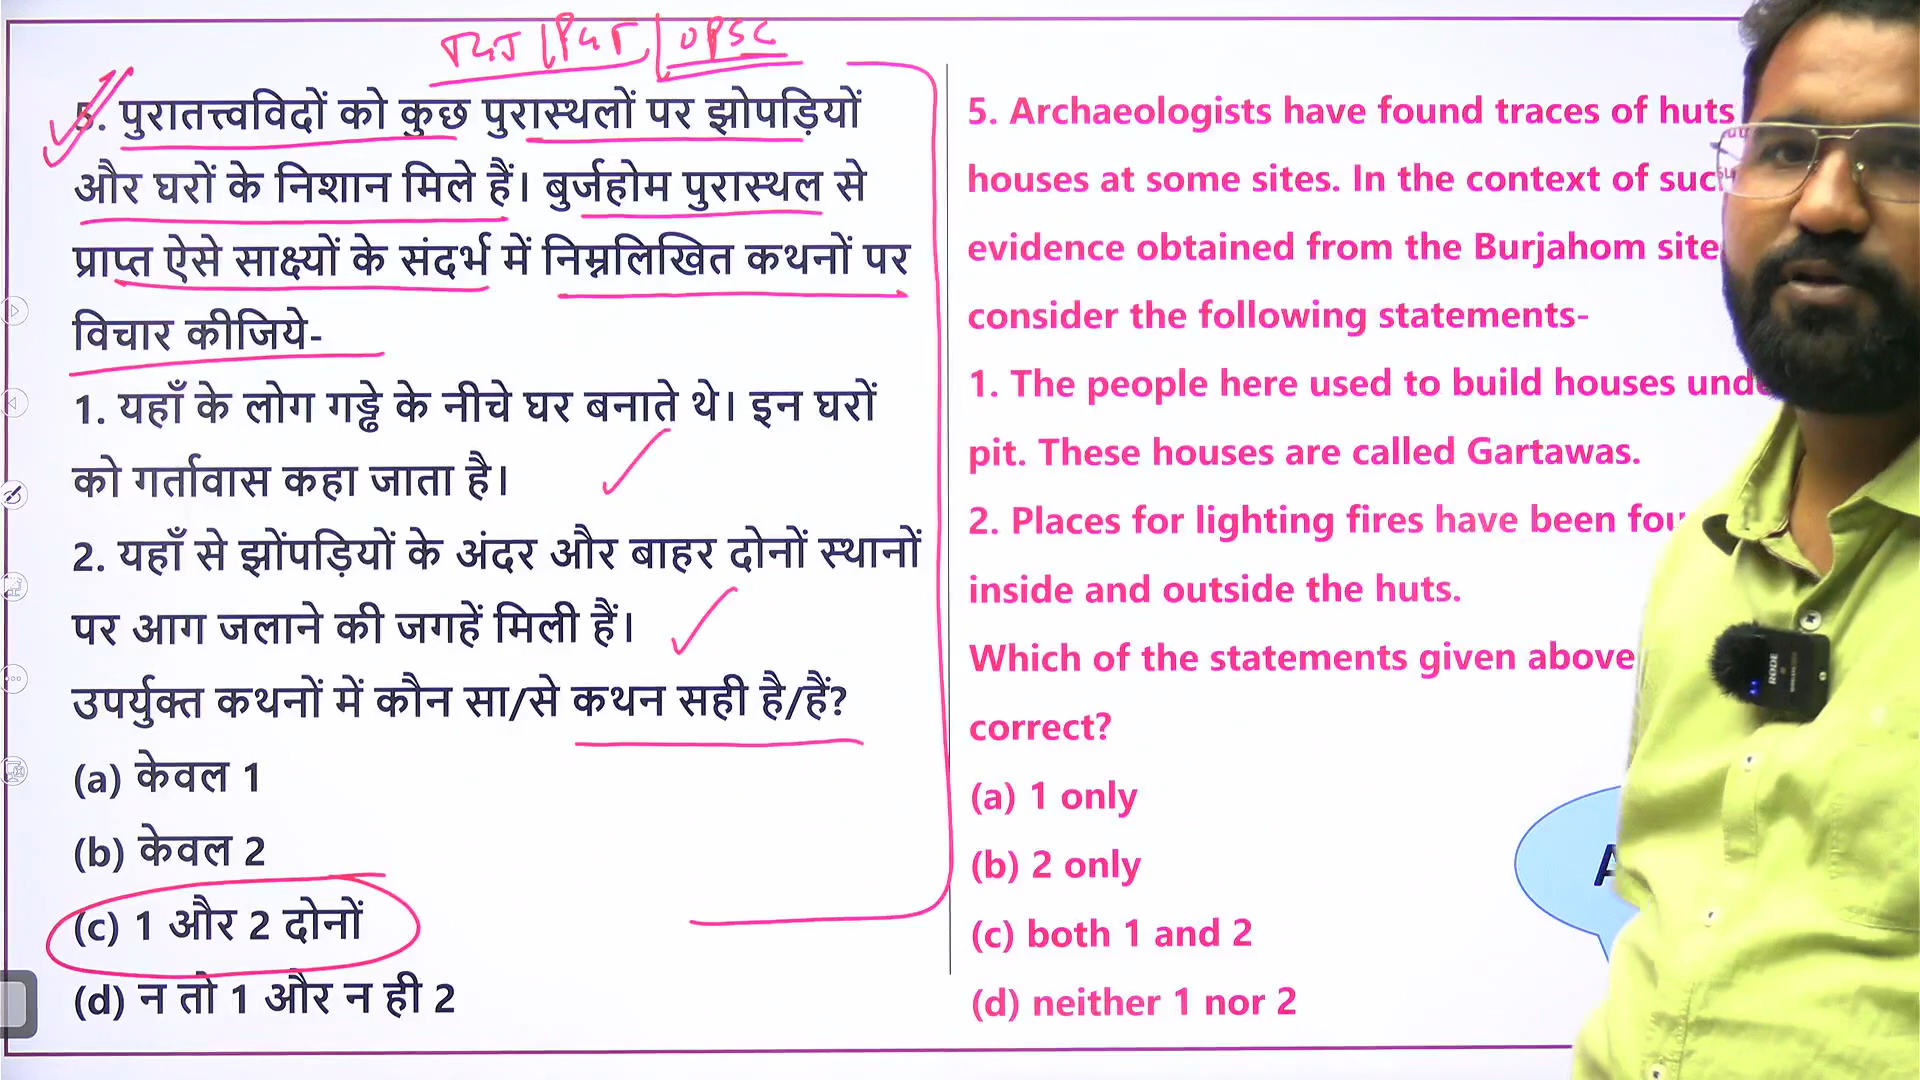 TGT | PGT | UPSC
5. पुरातत्त्वविदों को कुछ पुरास्थलों पर झोपड़ियों
और घरों के निशान मिले हैं। बुर्जहोम पुरास्थल से
प्राप्त ऐसे साक्ष्यों के संदर्भ में निम्नलिखित कथनों पर
विचार कीजिये-
1. यहाँ के लोग गड्ढे के नीचे घर बनाते थे। इन घरों
को गर्तावास कहा जाता है।
2. यहाँ से झोंपड़ियों के अंदर और बाहर दोनों स्थानों
पर आग जलाने की जगहें मिली हैं।
उपर्युक्त कथनों में कौन सा/से कथन सही है/हैं?
(a) केवल 1
(b) केवल 2
(c) 1 और 2 दोनों
(d) न तो 1 और न ही 2
5. Archaeologists have found traces of huts
houses at some sites. In the context of
evidence obtained from the Burjahom site
consider the following statements-
1. The people here used to build houses
pit. These houses are called Gartawas.
2. Places for lighting fires have been
inside and outside the huts.
Which of the statements given above
correct?
(a) 1 only
(b) 2 only
(c) both 1 and 2
(d) neither 1 nor 2
RODE